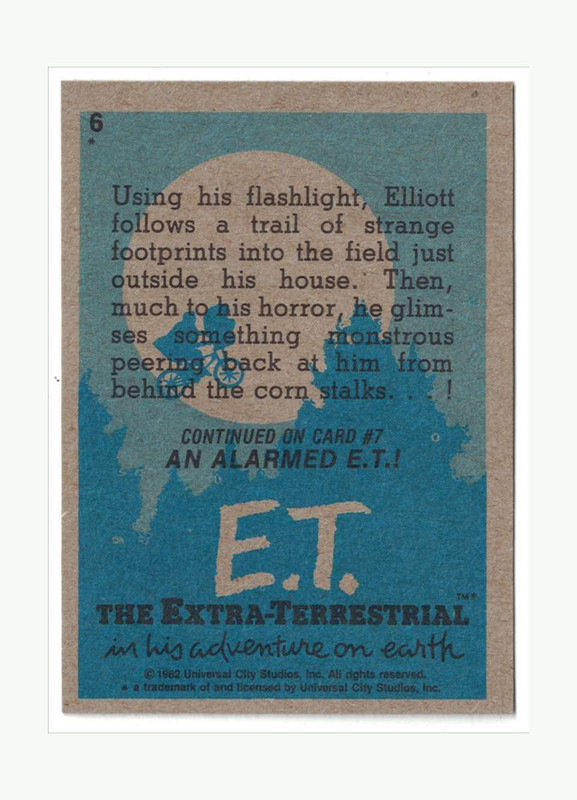 6
*
Using his flashlight, Elliott
follows a trail of strange
footprints into the field just
outside his house. Then,
much to his horror, he glim-
ses something monstrous
peering back at him from
behind the corn stalks. . . !
CONTINUED ON CARD #7
AN ALARMED E.T.!
E.T.
THE EXTRA-TERRESTRIAL ™*
in his adventure on earth
© 1982 Universal City Studios, Inc. All rights reserved.
* a trademark of and licensed by Universal City Studios, Inc.